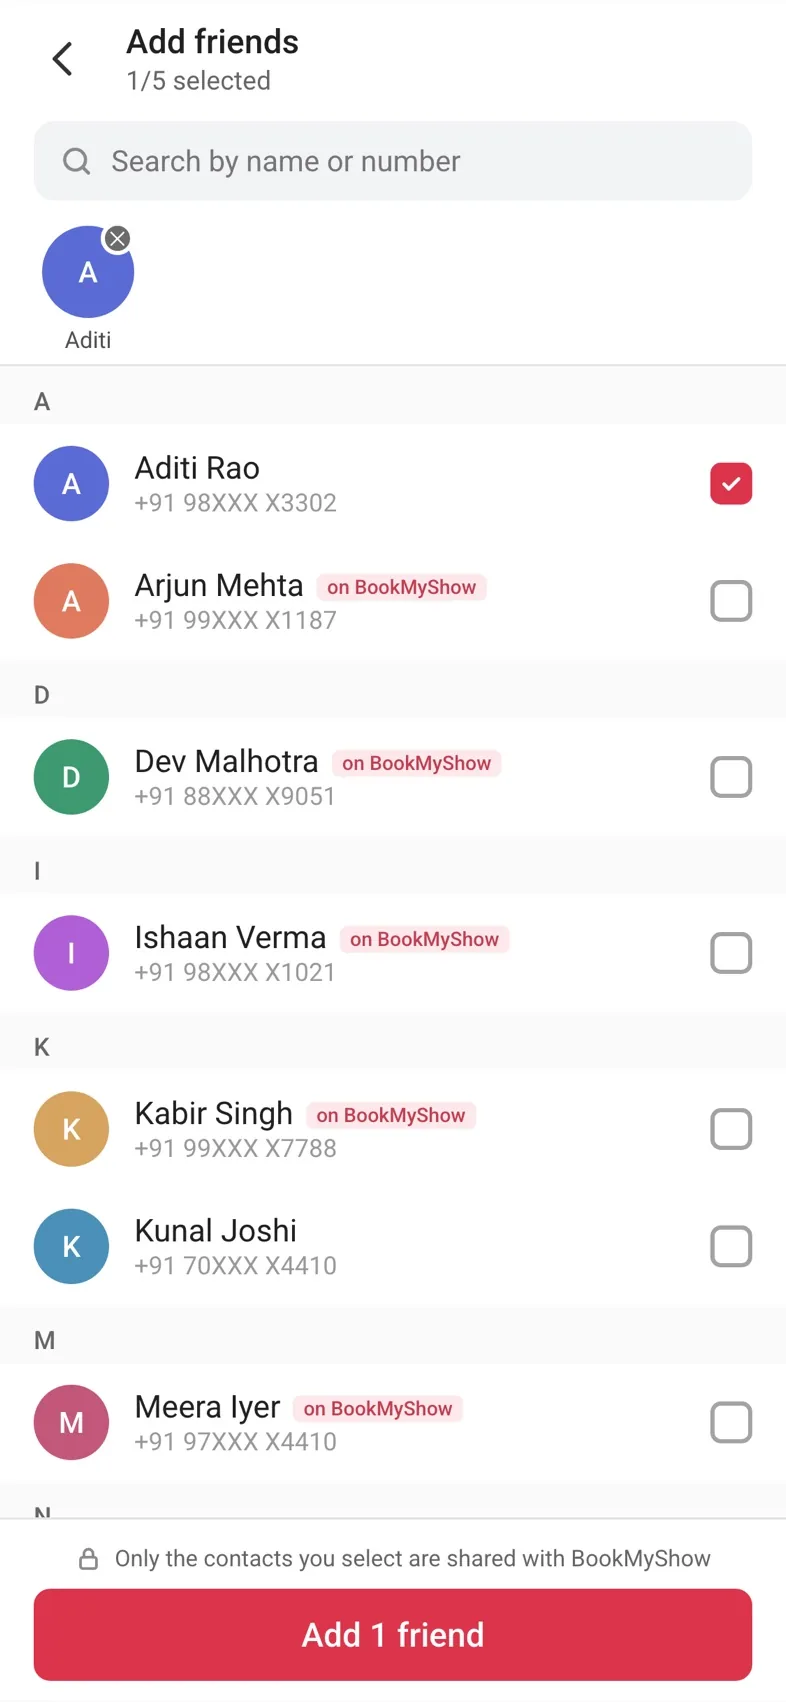 Add friends
1/5 selected
Search by name or number
A
Aditi
A
A
Aditi Rao
+91 98XXX X3302
A
Arjun Mehta on BookMyShow
+91 99XXX X1187
D
D
Dev Malhotra on BookMyShow
+91 88XXX X9051
I
I
Ishaan Verma on BookMyShow
+91 98XXX X1021
K
K
Kabir Singh on BookMyShow
+91 99XXX X7788
K
Kunal Joshi
+91 70XXX X4410
M
M
Meera Iyer on BookMyShow
+91 97XXX X4410
N
Only the contacts you select are shared with BookMyShow
Add 1 friend